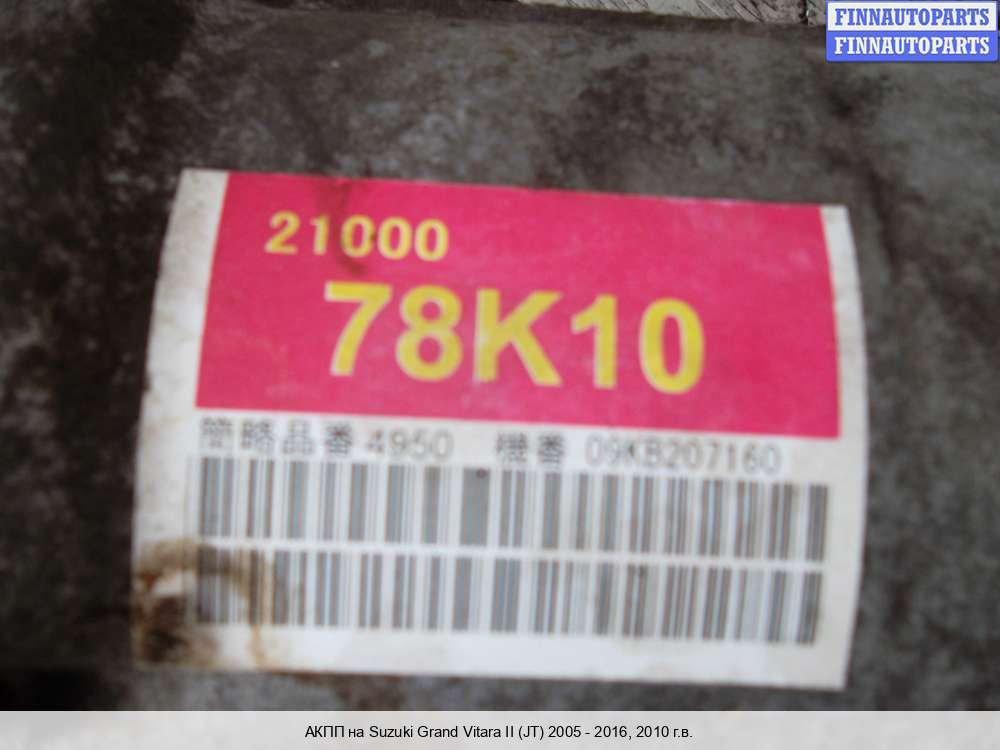 FINNAUTOPARTS
FINNAUTOPARTS
21000
78K10
簡略品番 4950 機番 09KB207160
АКПП на Suzuki Grand Vitara II (JT) 2005 - 2016, 2010 г.в.